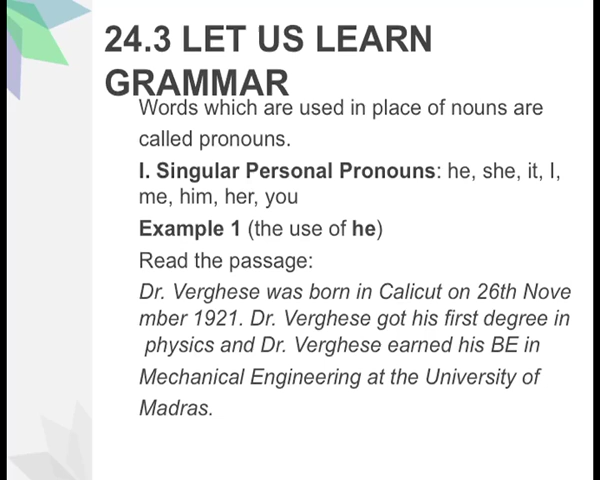 24.3 LET US LEARN
GRAMMAR
Words which are used in place of nouns are
called pronouns.
I. Singular Personal Pronouns: he, she, it, I,
me, him, her, you
Example 1 (the use of he)
Read the passage:
Dr. Verghese was born in Calicut on 26th Nove
mber 1921. Dr. Verghese got his first degree in
physics and Dr. Verghese earned his BE in
Mechanical Engineering at the University of
Madras.